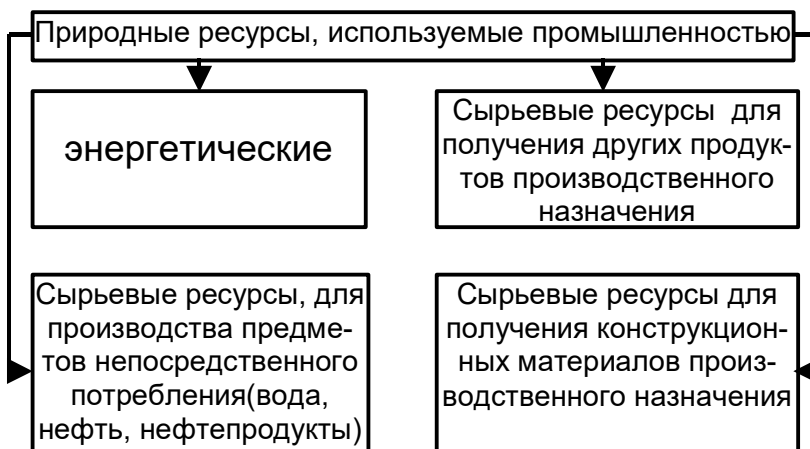 Природные ресурсы, используемые промышленностью
энергетические
Сырьевые ресурсы  для
получения других продук-
тов производственного
назначения
Сырьевые ресурсы, для
производства предме-
тов непосредственного
потребления(вода,
нефть, нефтепродукты)
Сырьевые ресурсы для
получения конструкцион-
ных материалов произ-
водственного назначения